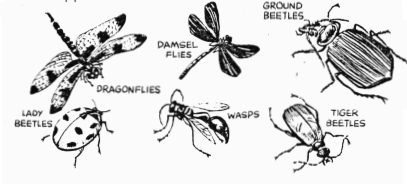 DAMSEL
FLIES
GROUND
BEETLES
DRAGONFLIES
LADY
BEETLES
WASPS
TIGER
BEETLES